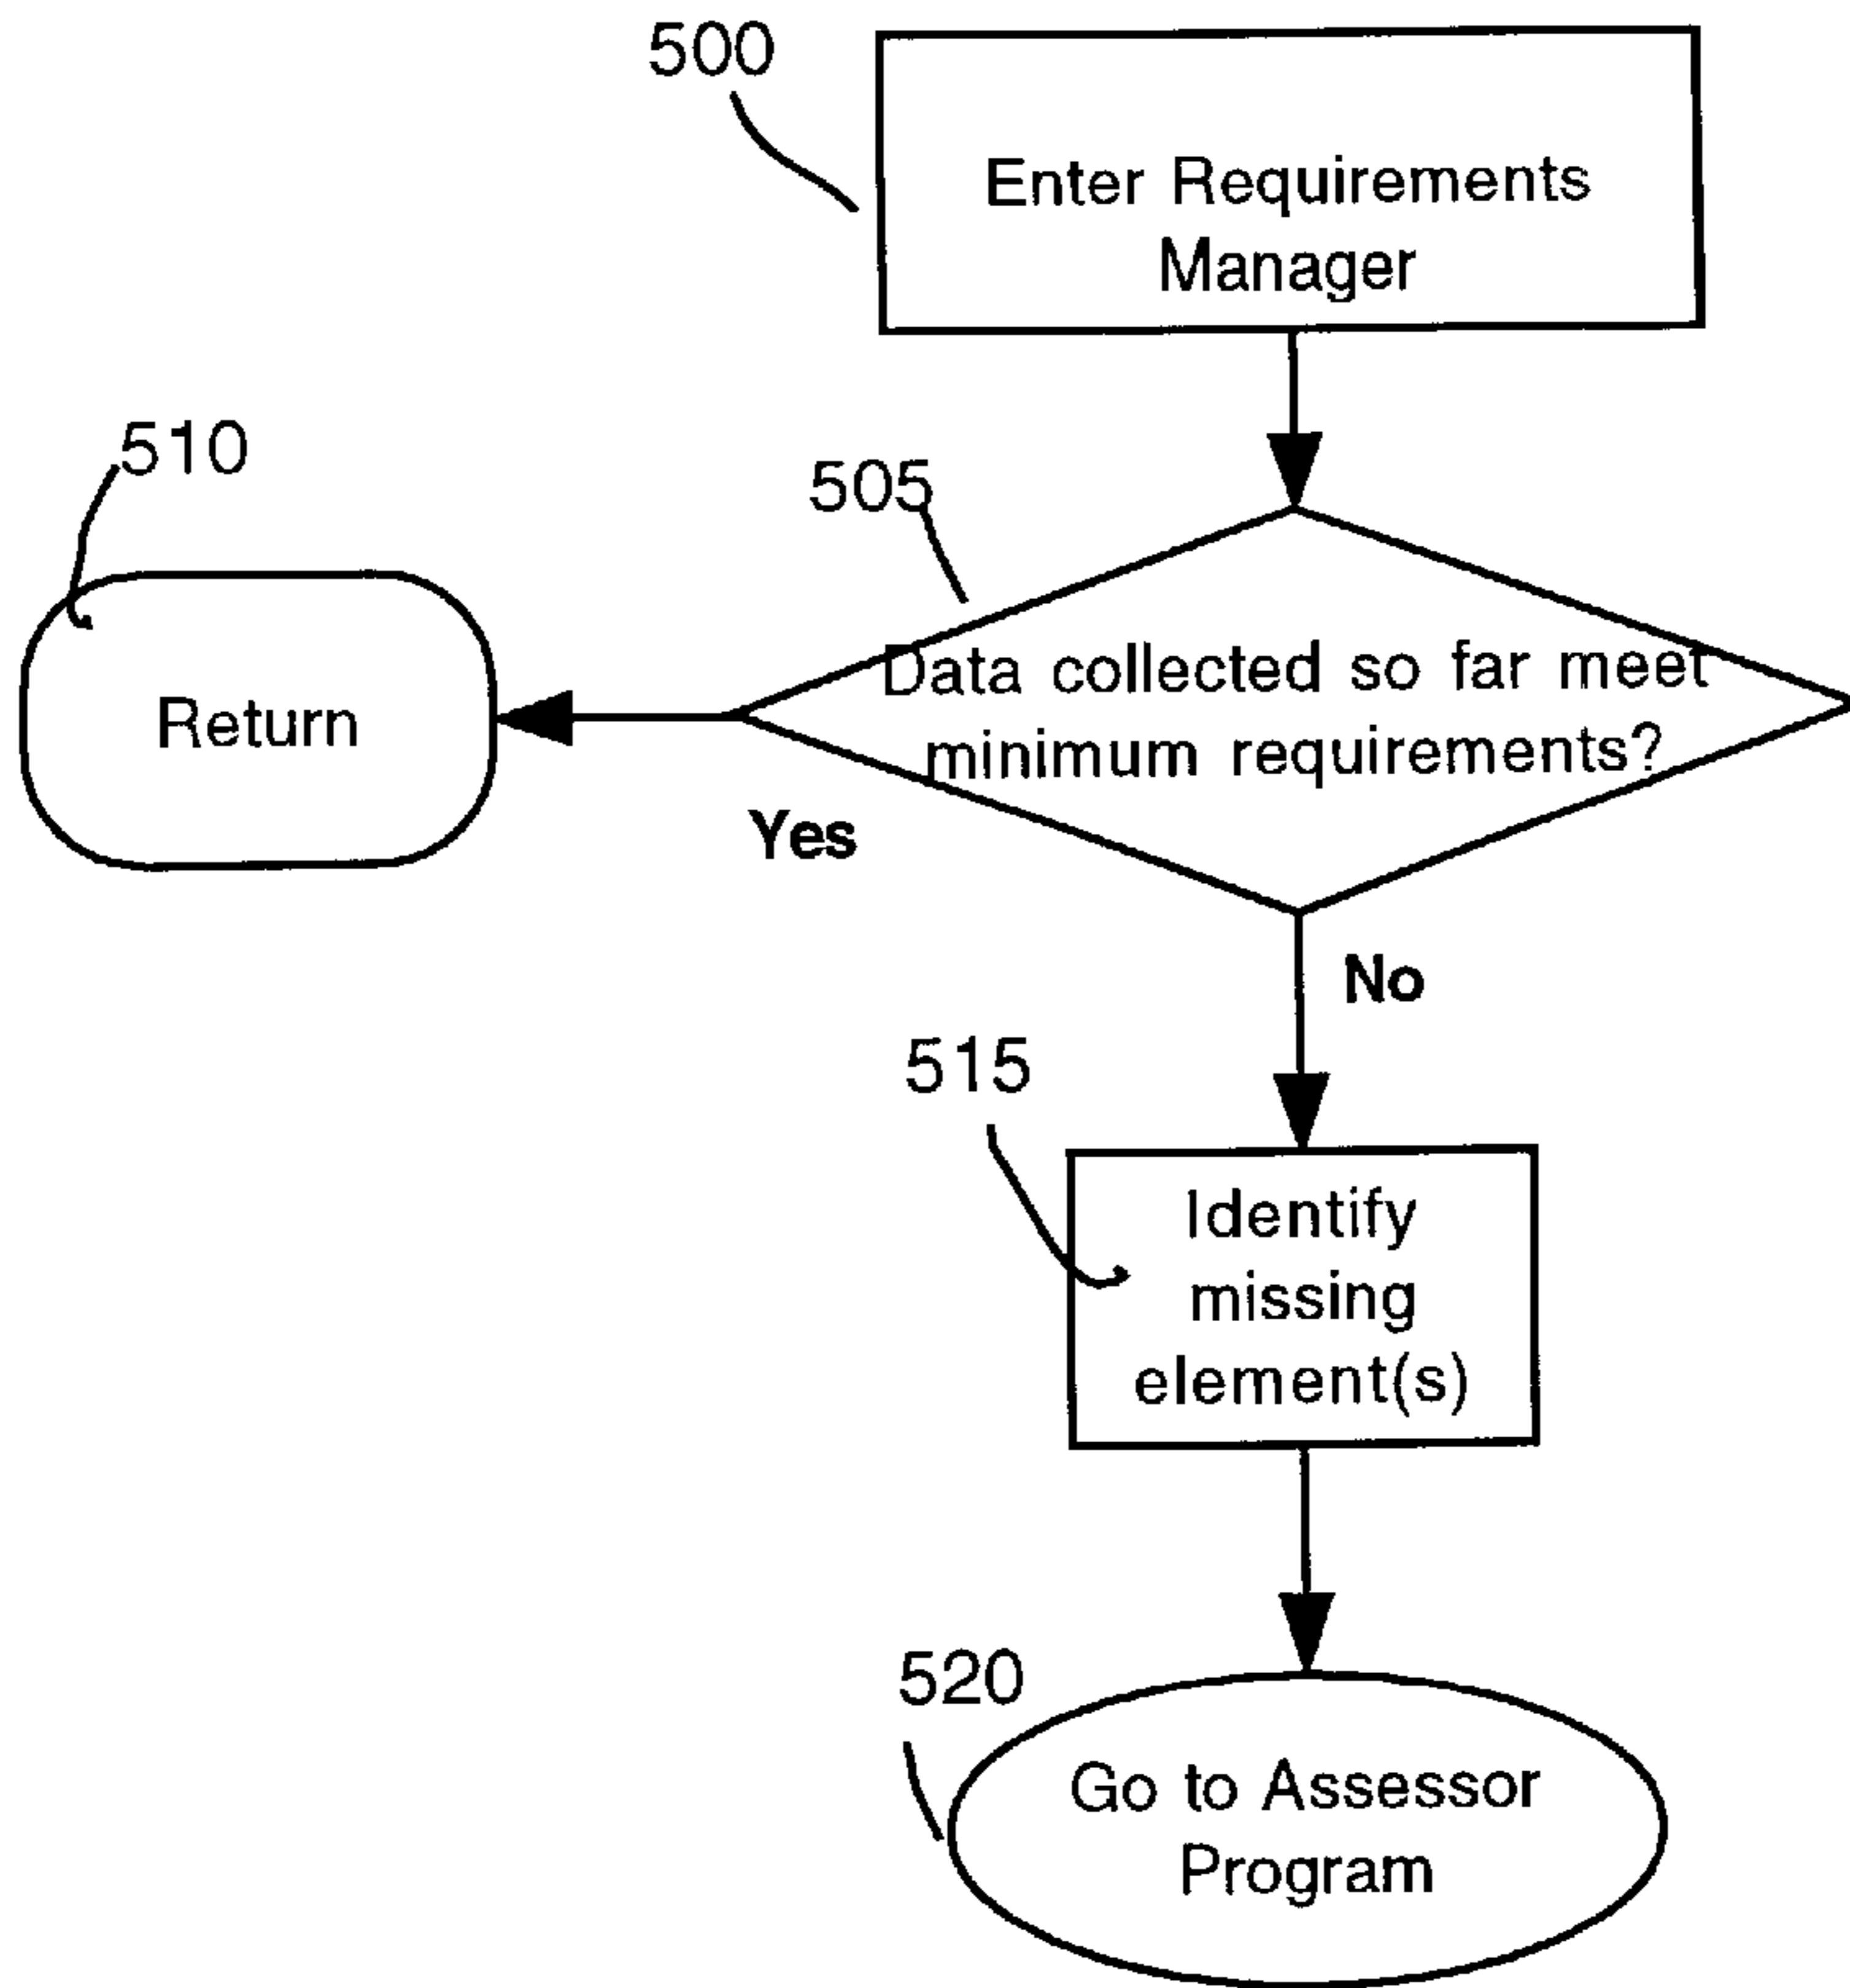 500
Enter Requirements
Manager
510
505
Return
Data collected so far meet
minimum requirements?
Yes
No
515
Identify
missing
element(s)
520
Go to Assessor
Program